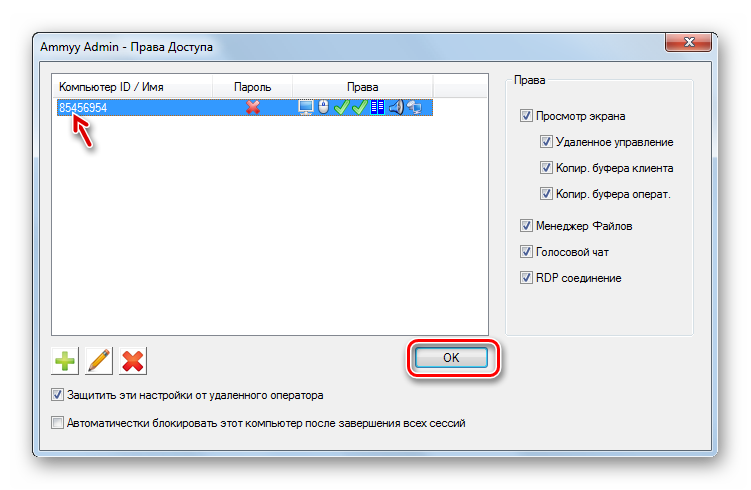 Ammyy Admin - Права Доступа
Компьютер ID / Имя Пароль Права
85456954
Права
Просмотр экрана
Удаленное управление
Копир. буфера клиента
Копир. буфера операт.
Менеджер Файлов
Голосовой чат
RDP соединение
OK
Защитить эти настройки от удаленного оператора
Автоматичестки блокировать этот компьютер после завершения всех сессий